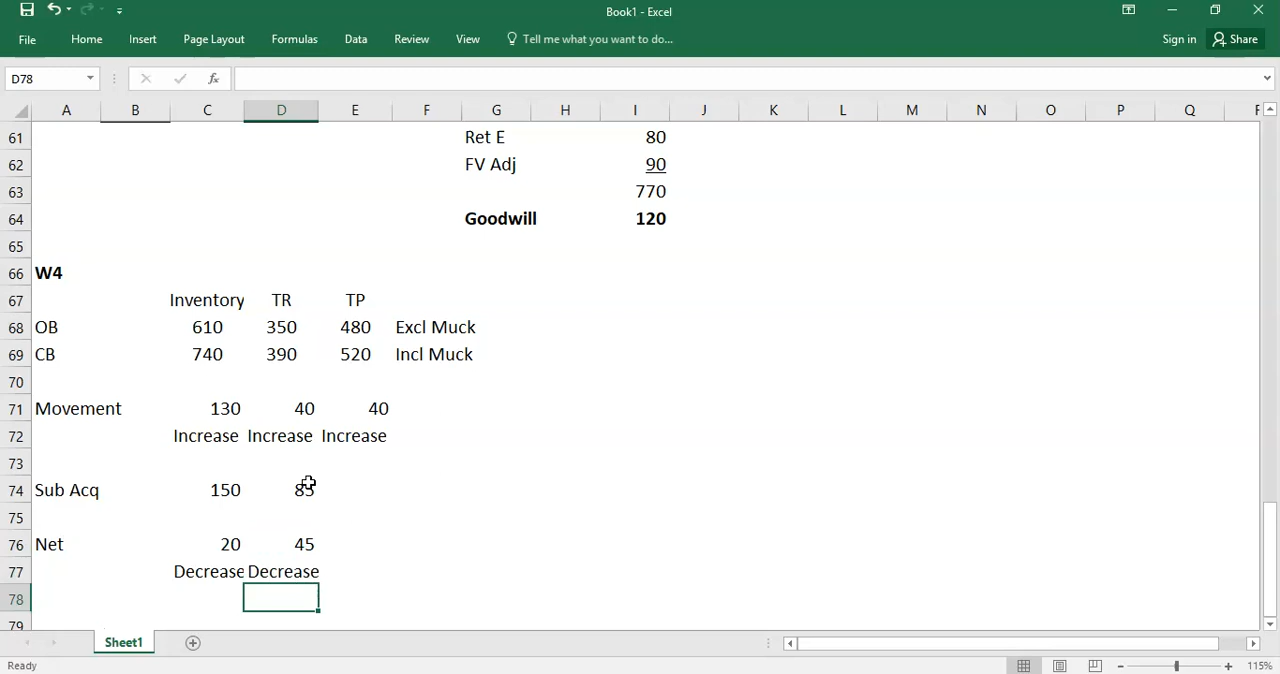 Book1 - Excel
File Home Insert Page Layout Formulas Data Review View Tell me what you want to do... Sign in Share
D78 fx
A B C D E F G H I J K L M N O P Q
61 Ret E 80
62 FV Adj 90
63 770
64 Goodwill 120
65
66 W4
67 Inventory TR TP
68 OB 610 350 480 Excl Muck
69 CB 740 390 520 Incl Muck
70
71 Movement 130 40 40
72 Increase Increase Increase
73
74 Sub Acq 150 85
75
76 Net 20 45
77 Decrease Decrease
78
79
Sheet1
Ready 115%